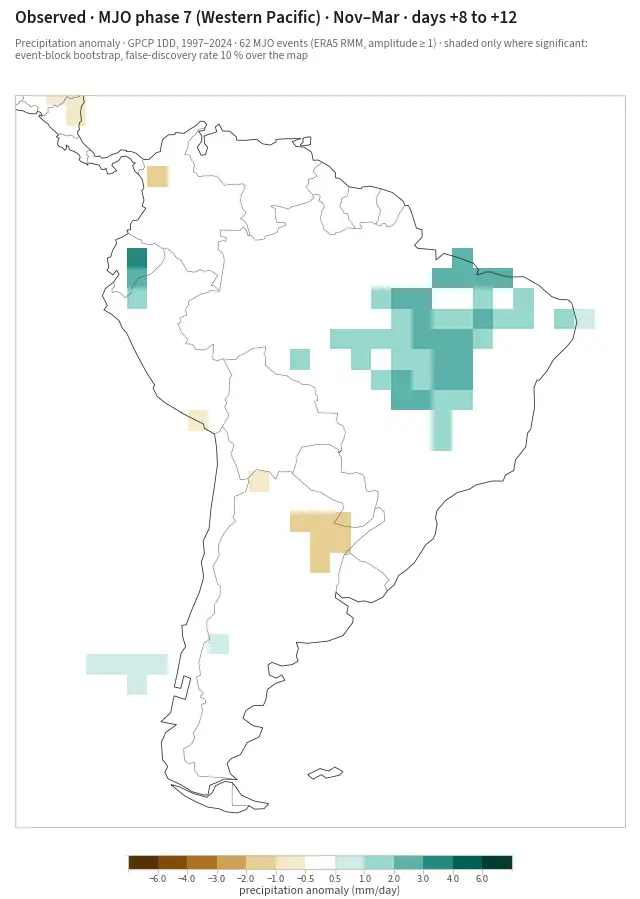 Observed · MJO phase 7 (Western Pacific) · Nov–Mar · days +8 to +12
Precipitation anomaly · GPCP 1DD, 1997–2024 · 62 MJO events (ERA5 RMM, amplitude ≥ 1) · shaded only where significant:
event-block bootstrap, false-discovery rate 10 % over the map
−6.0 −4.0 −3.0 −2.0 −1.0 −0.5 0.5 1.0 2.0 3.0 4.0 6.0
precipitation anomaly (mm/day)